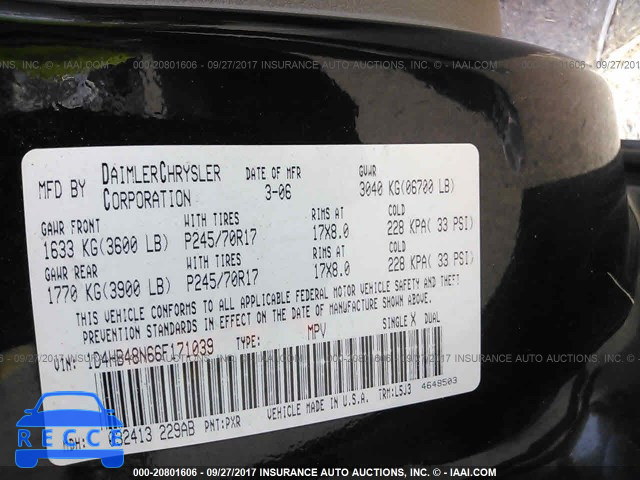 000-20801606 - 09/27/2017 INSURANCE AUTO AUCTIONS, INC. - © - IAAI.COM
MFD BY DAIMLERCHRYSLER CORPORATION
DATE OF MFR 3-06
GVWR 3040 KG(06700 LB)
GAWR FRONT WITH TIRES RIMS AT COLD
1633 KG(3600 LB) P245/70R17 17X8.0 228 KPA( 33 PSI)
GAWR REAR WITH TIRES RIMS AT COLD
1770 KG(3900 LB) P245/70R17 17X8.0 228 KPA( 33 PSI)
THIS VEHICLE CONFORMS TO ALL APPLICABLE FEDERAL MOTOR VEHICLE SAFETY AND THEFT
PREVENTION STANDARDS IN EFFECT ON THE DATE OF MANUFACTURE SHOWN ABOVE.
VIN: 1D4HB48N66F171039 TYPE: MPV SINGLE X DUAL
VEHICLE MADE IN U.S.A. TRM:L5J3 4648503
MDH: 032413 229AB PNT:PXR
000-20801606 - 09/27/2017 INSURANCE AUTO AUCTIONS, INC. - © - IAAI.COM